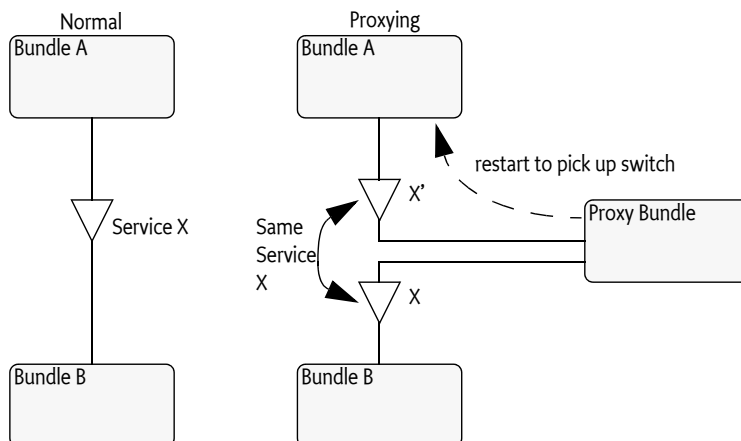 Normal
Bundle A
Service X
Bundle B
Proxying
Bundle A
restart to pick up switch
X'
Proxy Bundle
Same
Service
X
X
Bundle B